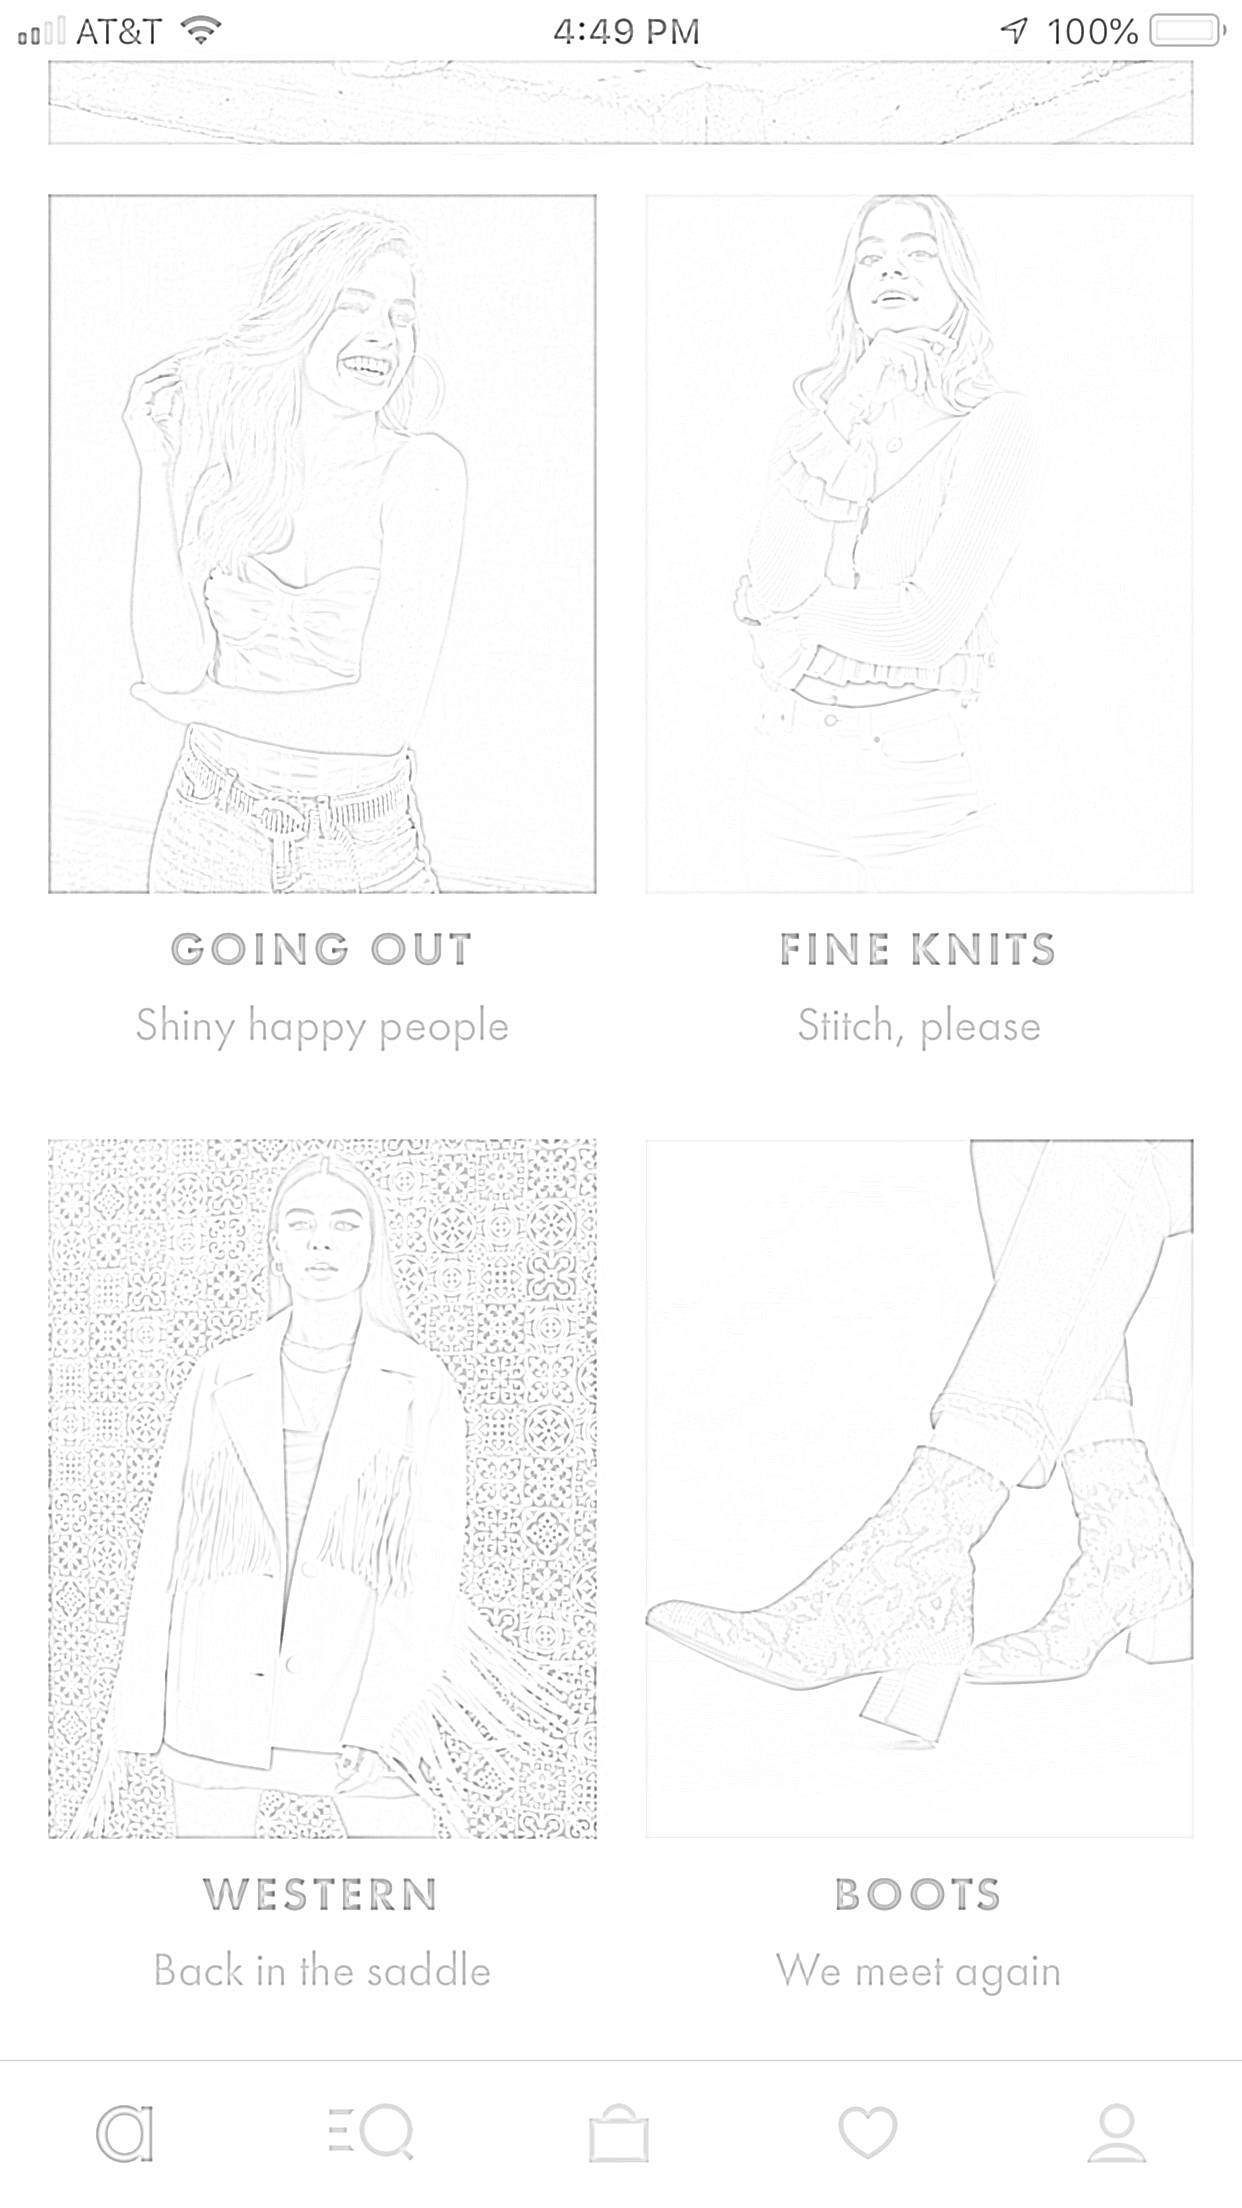 AT&T 4:49 PM 100%
GOING OUT
Shiny happy people
FINE KNITS
Stitch, please
WESTERN
Back in the saddle
BOOTS
We meet again
a